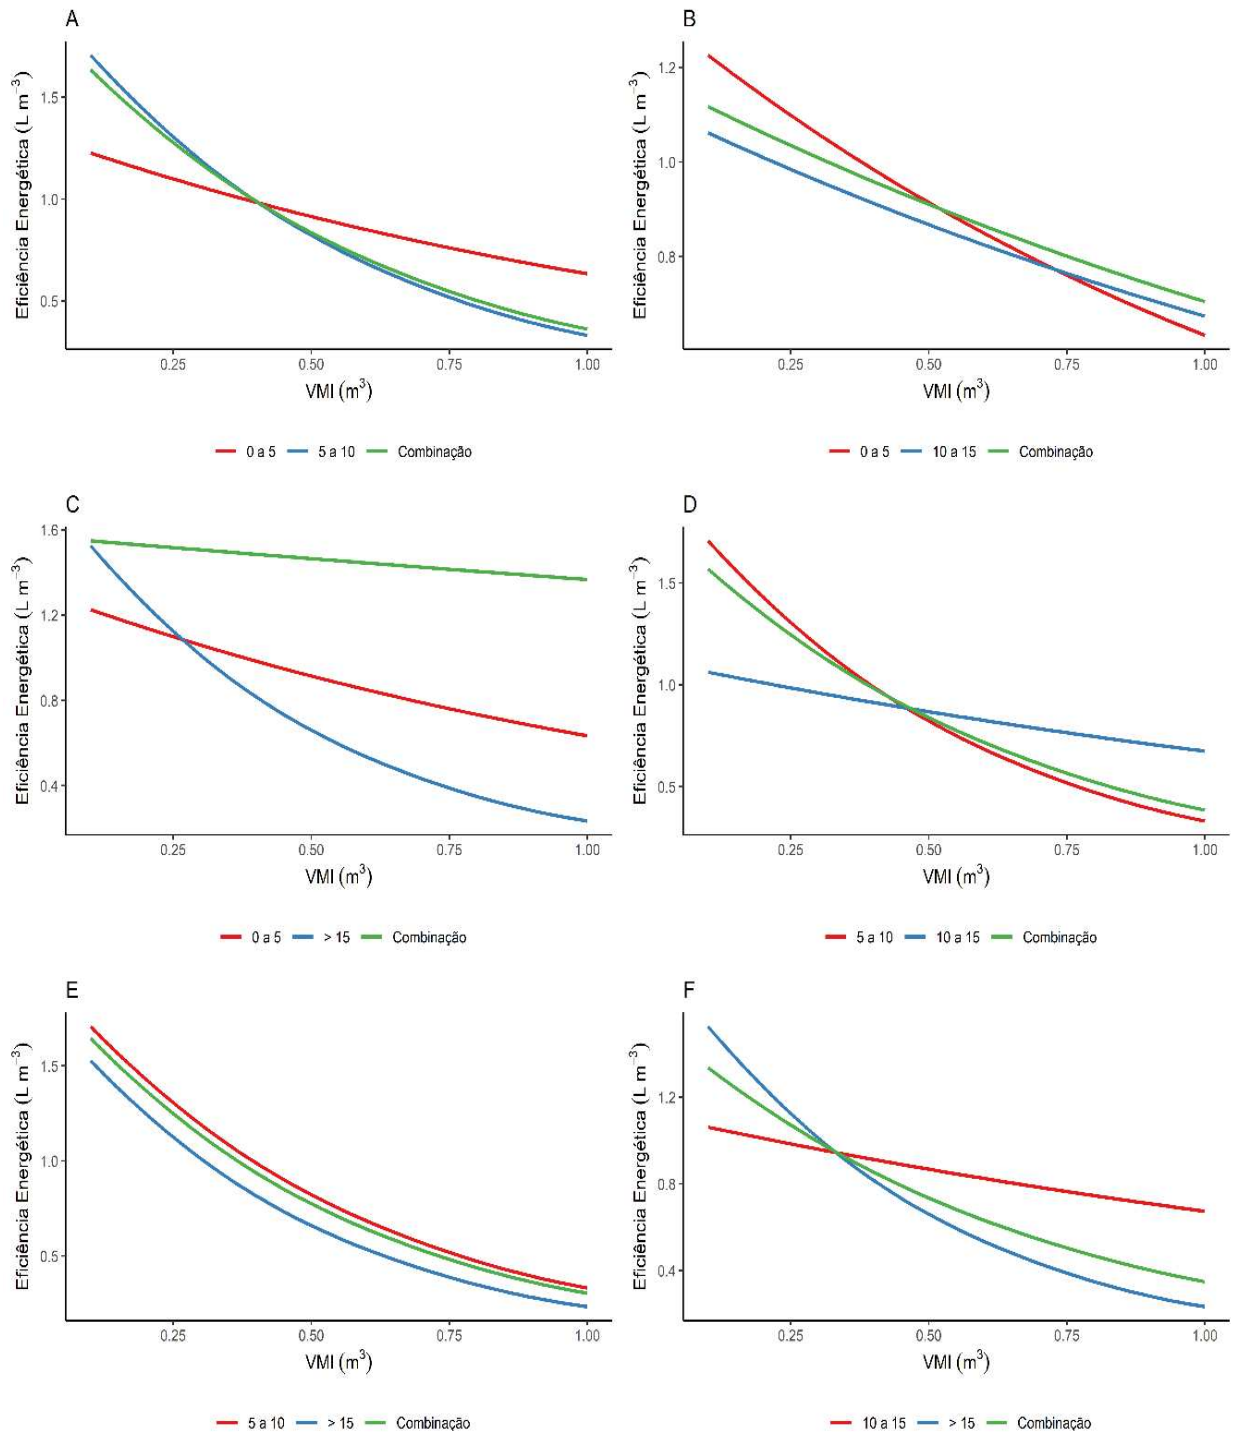 A
Eficiência Energética (L m⁻³)
1.5
1.0
0.5
0.25 0.50 0.75 1.00
VMI (m³)
0 a 5 5 a 10 Combinação
B
Eficiência Energética (L m⁻³)
1.2
1.0
0.8
0.25 0.50 0.75 1.00
VMI (m³)
0 a 5 10 a 15 Combinação
C
Eficiência Energética (L m⁻³)
1.6
1.2
0.8
0.4
0.25 0.50 0.75 1.00
VMI (m³)
0 a 5 > 15 Combinação
D
Eficiência Energética (L m⁻³)
1.5
1.0
0.5
0.25 0.50 0.75 1.00
VMI (m³)
5 a 10 10 a 15 Combinação
E
Eficiência Energética (L m⁻³)
1.5
1.0
0.5
0.25 0.50 0.75 1.00
VMI (m³)
5 a 10 > 15 Combinação
F
Eficiência Energética (L m⁻³)
1.2
0.8
0.4
0.25 0.50 0.75 1.00
VMI (m³)
10 a 15 > 15 Combinação